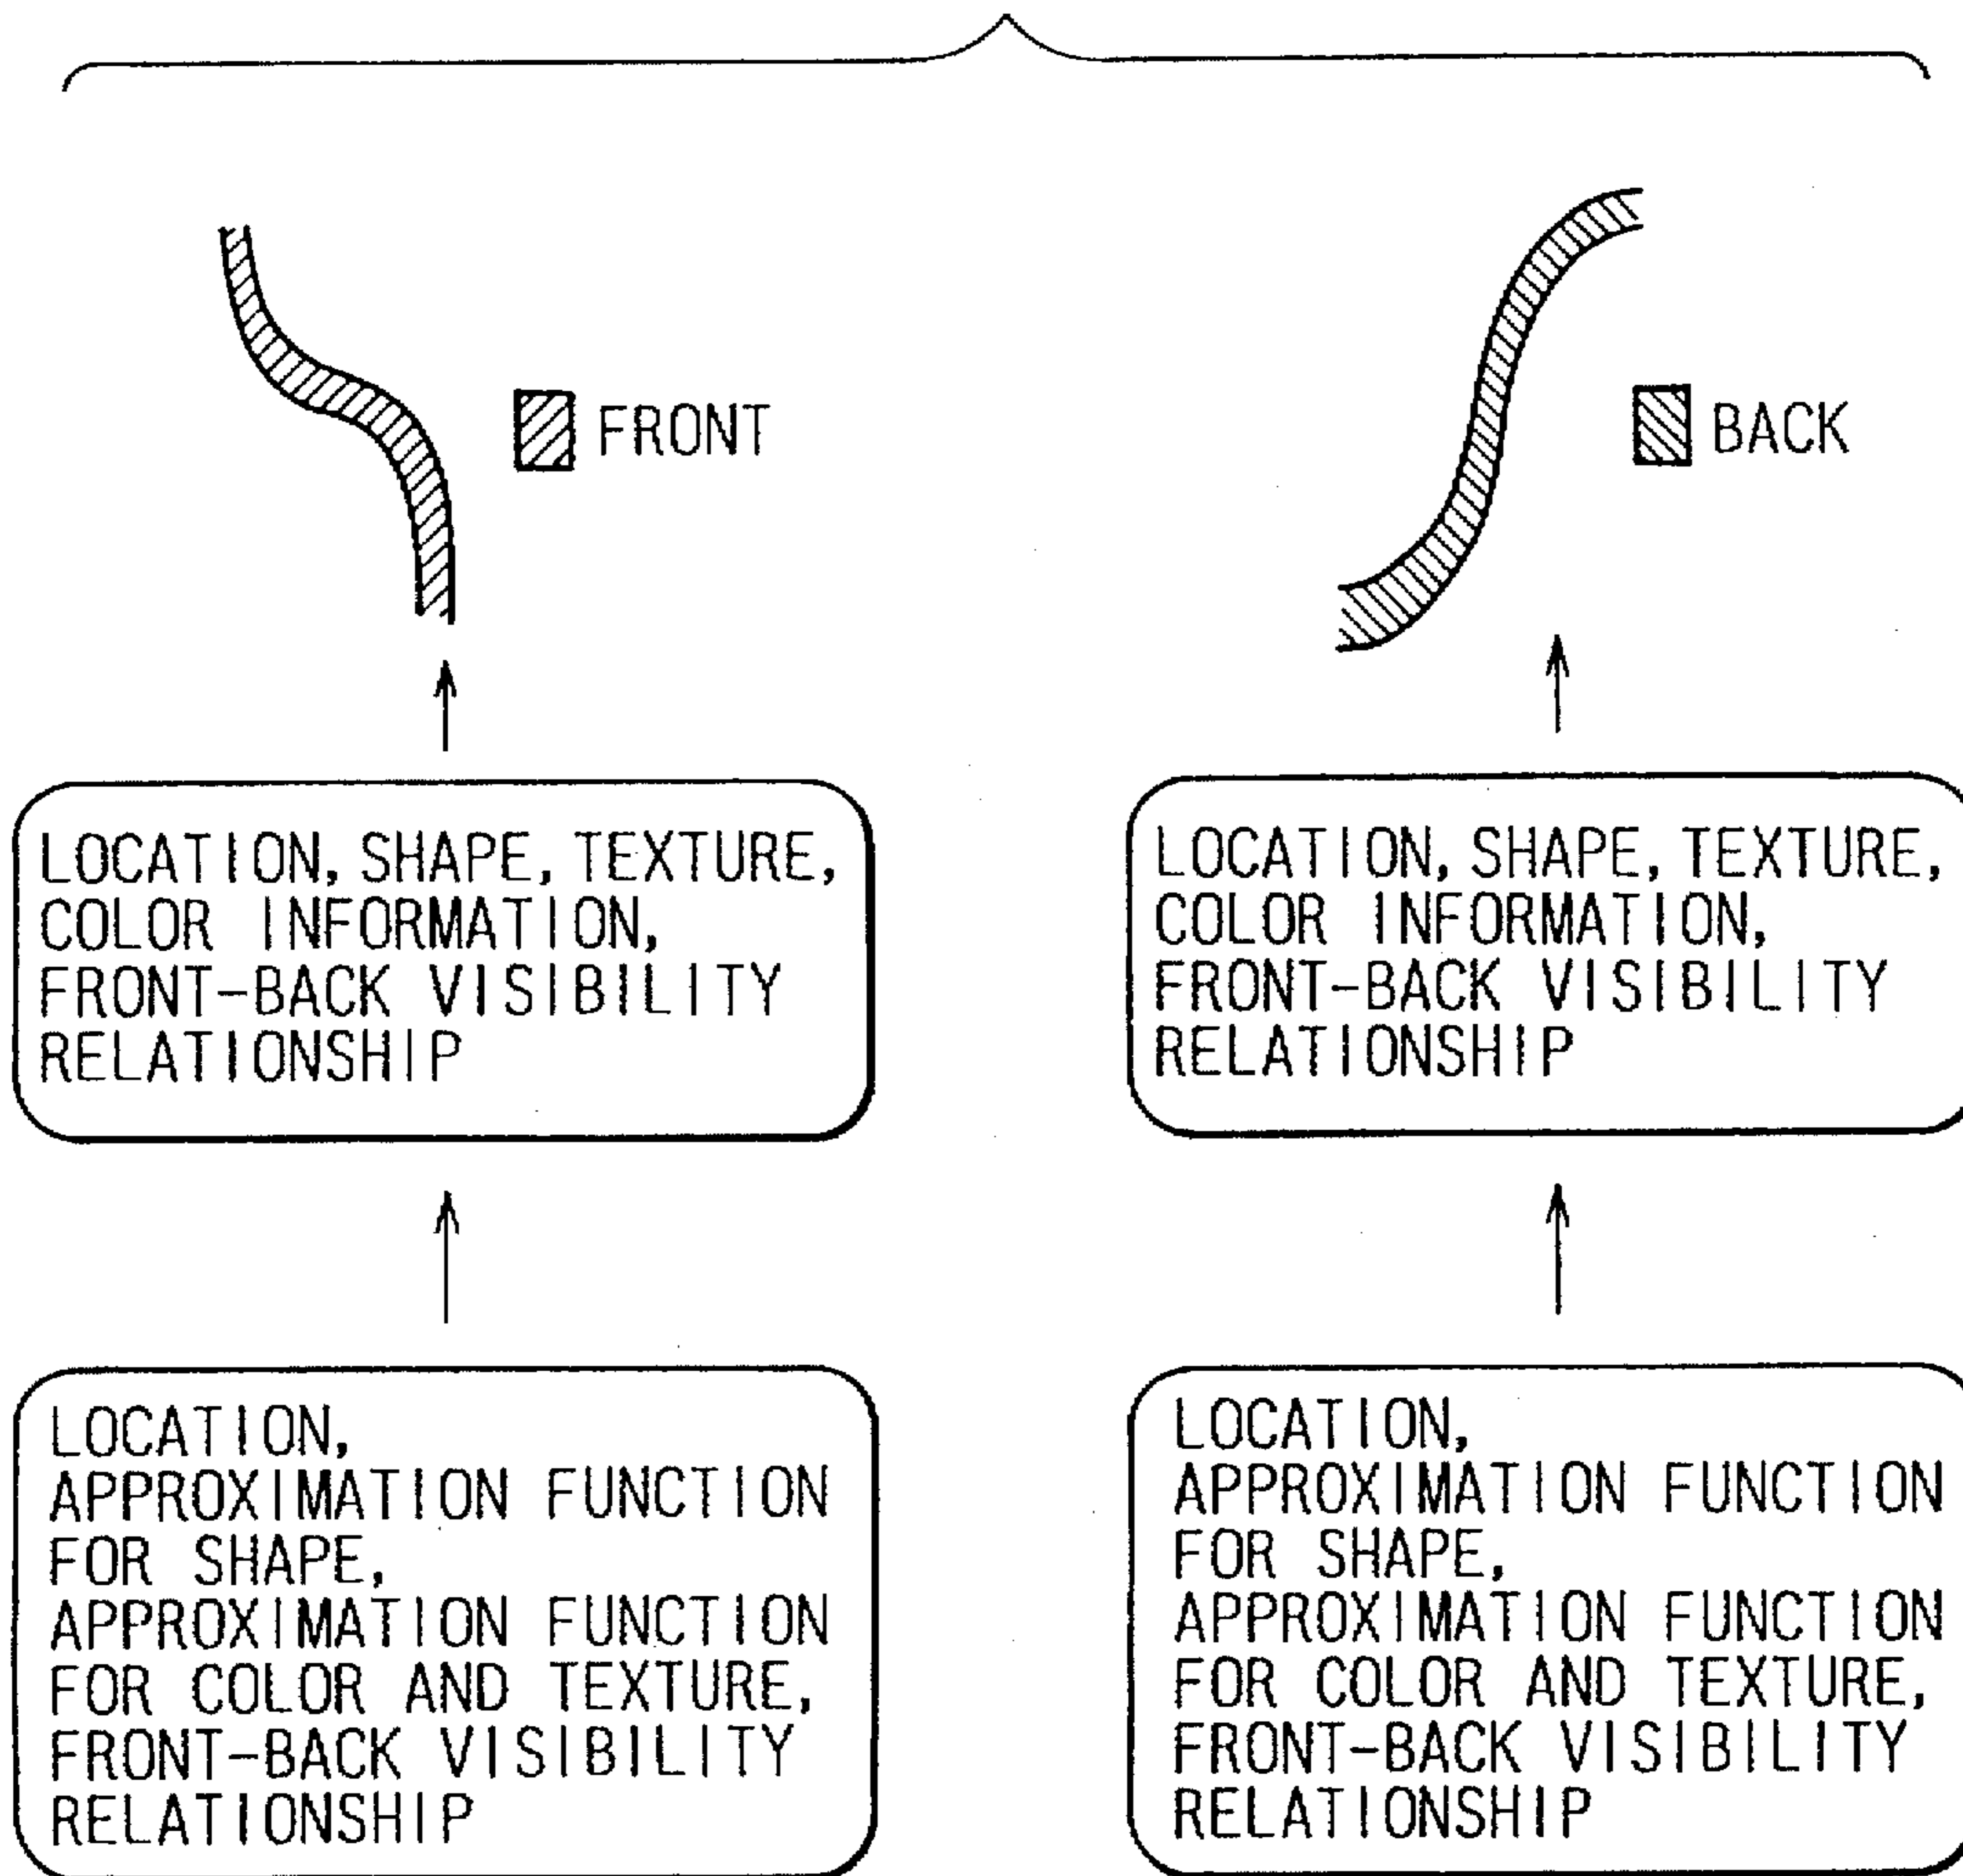 FRONT
BACK
LOCATION, SHAPE, TEXTURE,
COLOR INFORMATION,
FRONT-BACK VISIBILITY
RELATIONSHIP
LOCATION, SHAPE, TEXTURE,
COLOR INFORMATION,
FRONT-BACK VISIBILITY
RELATIONSHIP
LOCATION,
APPROXIMATION FUNCTION
FOR SHAPE,
APPROXIMATION FUNCTION
FOR COLOR AND TEXTURE,
FRONT-BACK VISIBILITY
RELATIONSHIP
LOCATION,
APPROXIMATION FUNCTION
FOR SHAPE,
APPROXIMATION FUNCTION
FOR COLOR AND TEXTURE,
FRONT-BACK VISIBILITY
RELATIONSHIP